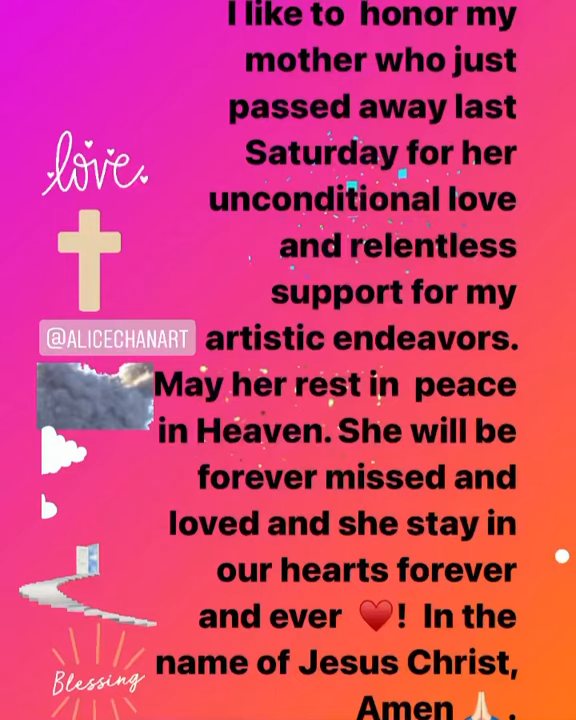 I like to honor my
mother who just
passed away last
Saturday for her
unconditional love
and relentless
support for my
artistic endeavors.
May her rest in peace
in Heaven. She will be
forever missed and
loved and she stay in
our hearts forever
and ever ♥️! In the
name of Jesus Christ,
Amen 🙏🏻.
love
@ALICECHANART
Blessing